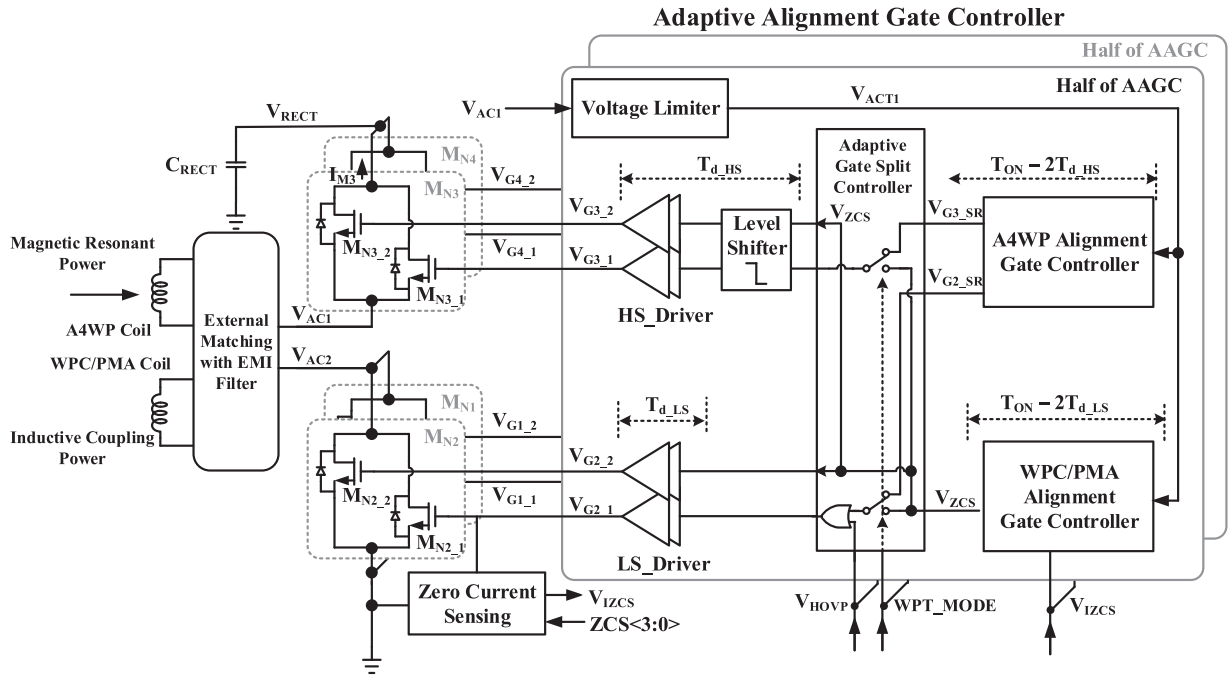 Adaptive Alignment Gate Controller
Half of AAGC
Half of AAGC
V_AC1
Voltage Limiter
V_ACT1
V_RECT
C_RECT
I_M3
M_N4
M_N3
M_N3_2
M_N3_1
V_G4_2
V_G3_2
V_G4_1
V_G3_1
T_d_HS
HS_Driver
Level
Shifter
Adaptive
Gate Split
Controller
V_ZCS
T_ON − 2T_d_HS
V_G3_SR
V_G2_SR
A4WP Alignment
Gate Controller
Magnetic Resonant
Power
A4WP Coil
WPC/PMA Coil
Inductive Coupling
Power
External
Matching
with EMI
Filter
V_AC1
V_AC2
M_N1
M_N2
M_N2_2
M_N2_1
V_G1_2
V_G2_2
V_G1_1
V_G2_1
T_d_LS
LS_Driver
T_ON − 2T_d_LS
V_ZCS
WPC/PMA
Alignment
Gate Controller
Zero Current
Sensing
V_IZCS
ZCS<3:0>
V_HOVP
WPT_MODE
V_IZCS